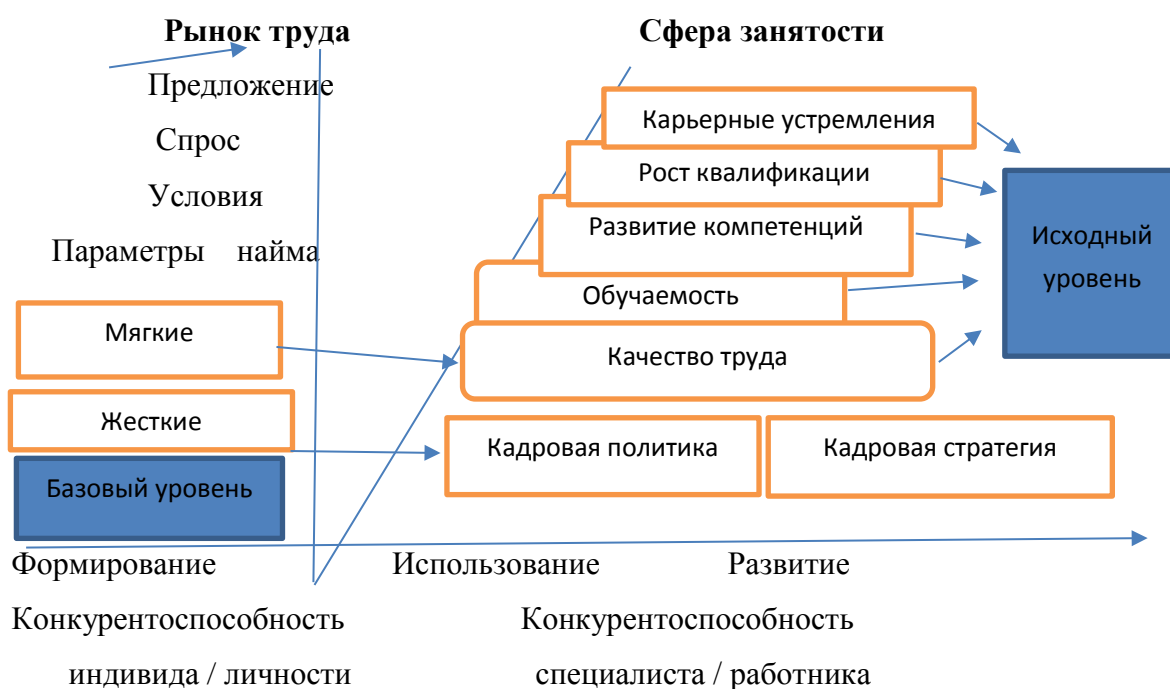 Рынок труда
Сфера занятости
Предложение
Спрос
Условия
Параметры найма
Мягкие
Жесткие
Базовый уровень
Карьерные устремления
Рост квалификации
Развитие компетенций
Обучаемость
Качество труда
Кадровая политика
Кадровая стратегия
Исходный
уровень
Формирование
Использование
Развитие
Конкурентоспособность
индивида / личности
Конкурентоспособность
специалиста / работника